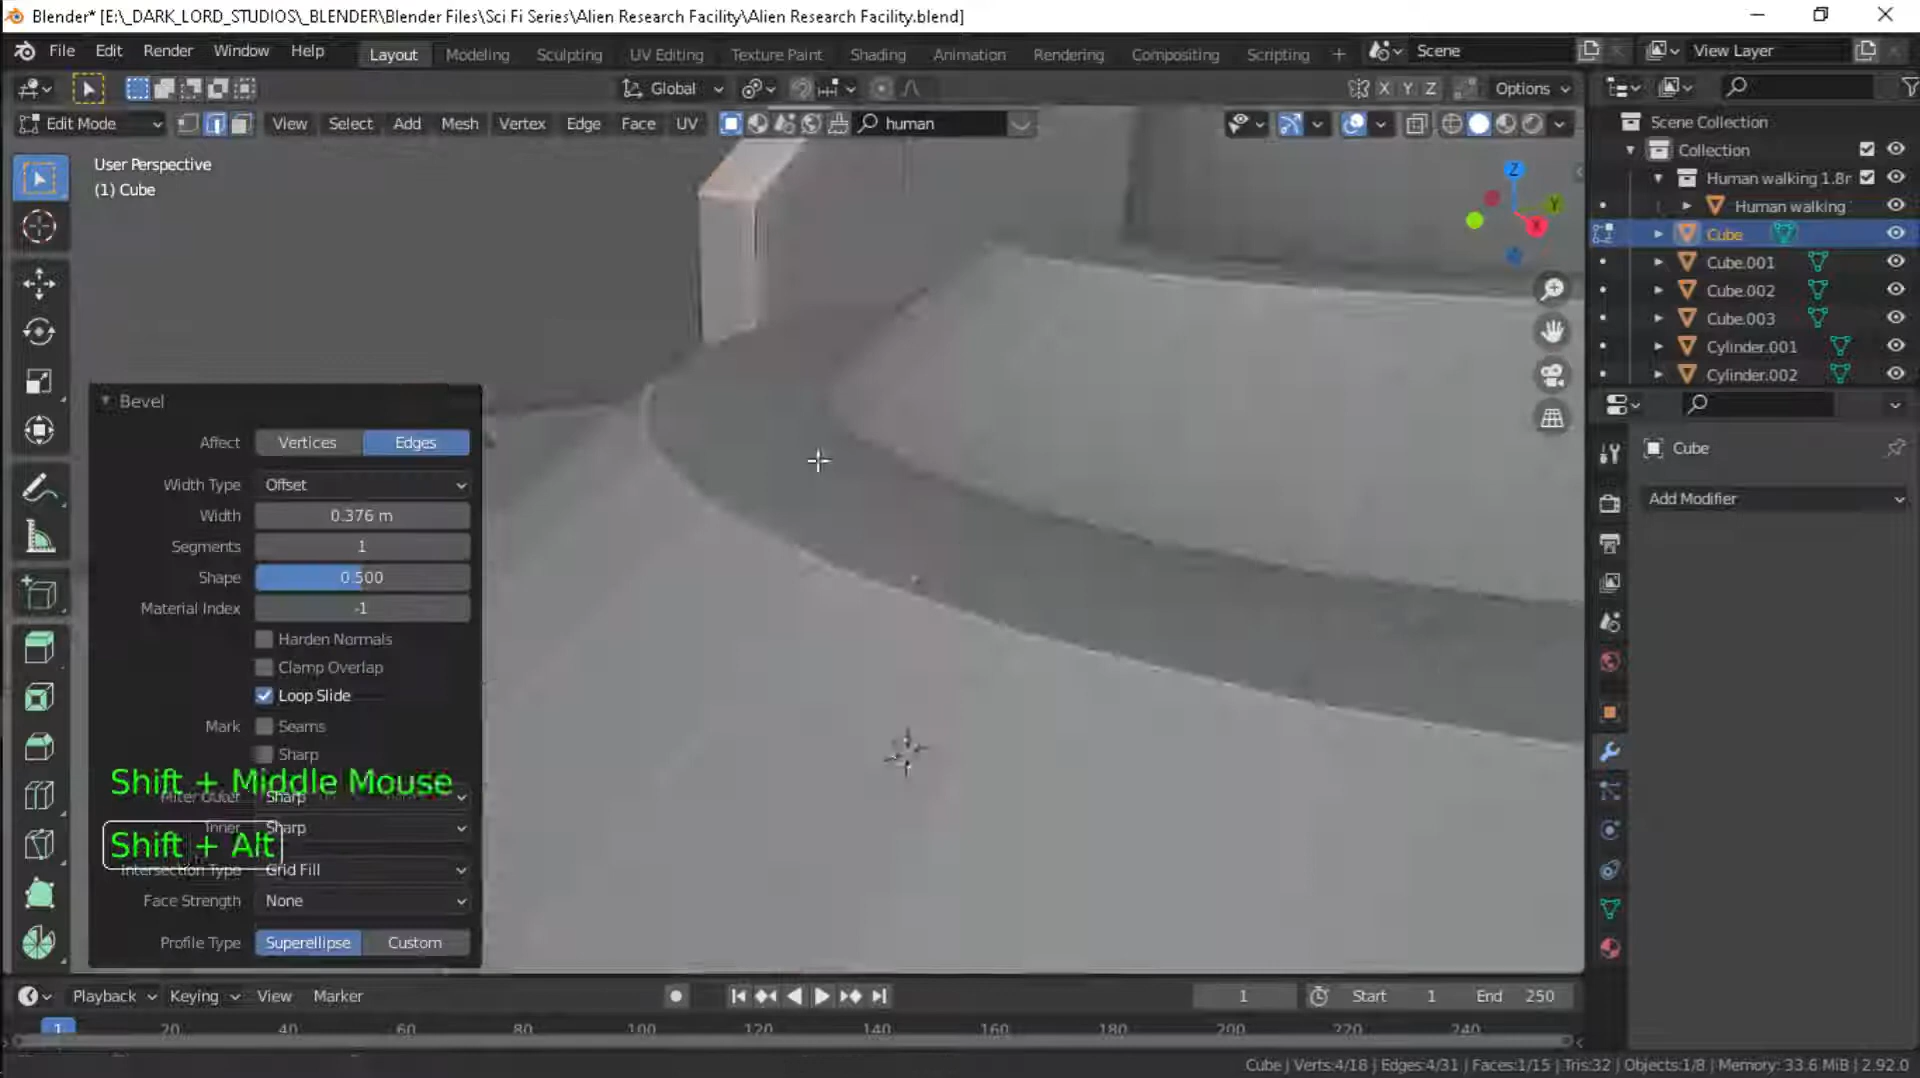 Blender* [E:\_DARK_LORD_STUDIOS\_BLENDER\Blender Files\Sci Fi Series\Alien Research Facility\Alien Research Facility.blend]
File Edit Render Window Help Layout Modeling Sculpting UV Editing Texture Paint Shading Animation Rendering Compositing Scripting + Scene View Layer
Global X Y Z Options
Edit Mode View Select Add Mesh Vertex Edge Face UV human
User Perspective
(1) Cube
Z
Y
X
Scene Collection
Collection
Human walking 1.8m
Human walking
Cube
Cube.001
Cube.002
Cube.003
Cylinder.001
Cylinder.002
Cube
Add Modifier
Bevel
Affect Vertices Edges
Width Type Offset
Width 0.376 m
Segments 1
Shape 0.500
Material Index -1
Harden Normals
Clamp Overlap
Loop Slide
Mark Seams
Sharp
Shift + Middle Mouse
Miter Outer Sharp
Inner Sharp
Shift + Alt
Intersection Type Grid Fill
Face Strength None
Profile Type Superellipse Custom
Playback Keying View Marker 1 Start 1 End 250
1 20 40 60 80 100 120 140 160 180 200 220 240
Cube | Verts:4/18 | Edges:4/31 | Faces:1/15 | Tris:32 | Objects:1/8 | Memory: 33.6 MiB | 2.92.0